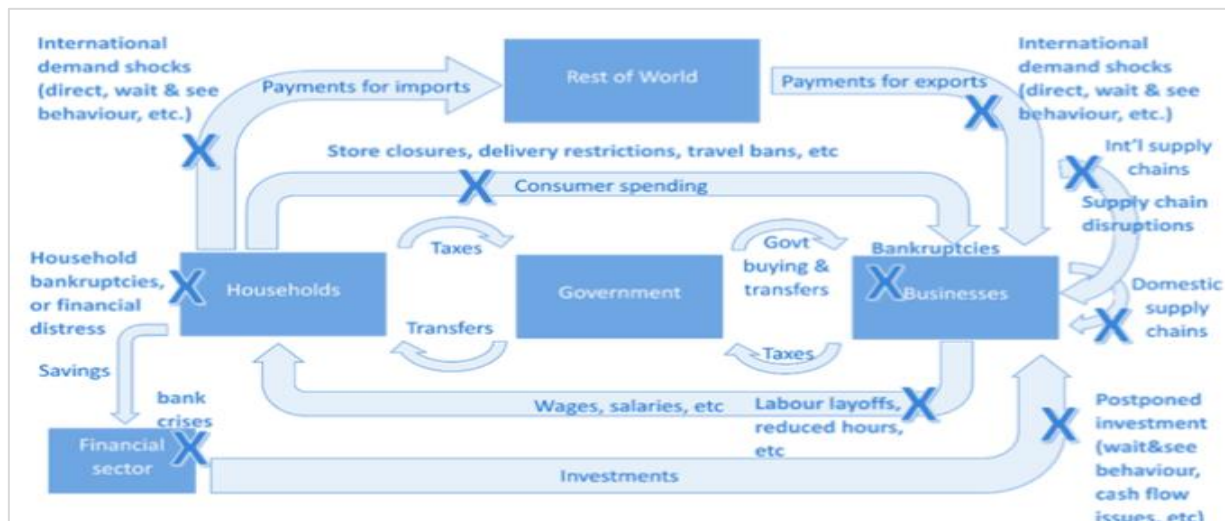 International
demand shocks
(direct, wait & see
behaviour, etc.)
Payments for imports
Rest of World
Payments for exports
International
demand shocks
(direct, wait & see
behaviour, etc.)
Int'l supply
chains
Supply chain
disruptions
Store closures, delivery restrictions, travel bans, etc
Consumer spending
Household
bankruptcies,
or financial
distress
Households
Taxes
Transfers
Government
Govt
buying &
transfers
Taxes
Bankruptcies
Businesses
Domestic
supply
chains
Savings
bank
crises
Financial
sector
Wages, salaries, etc
Labour layoffs,
reduced hours,
etc
Investments
Postponed
investment
(wait&see
behaviour,
cash flow
issues, etc)